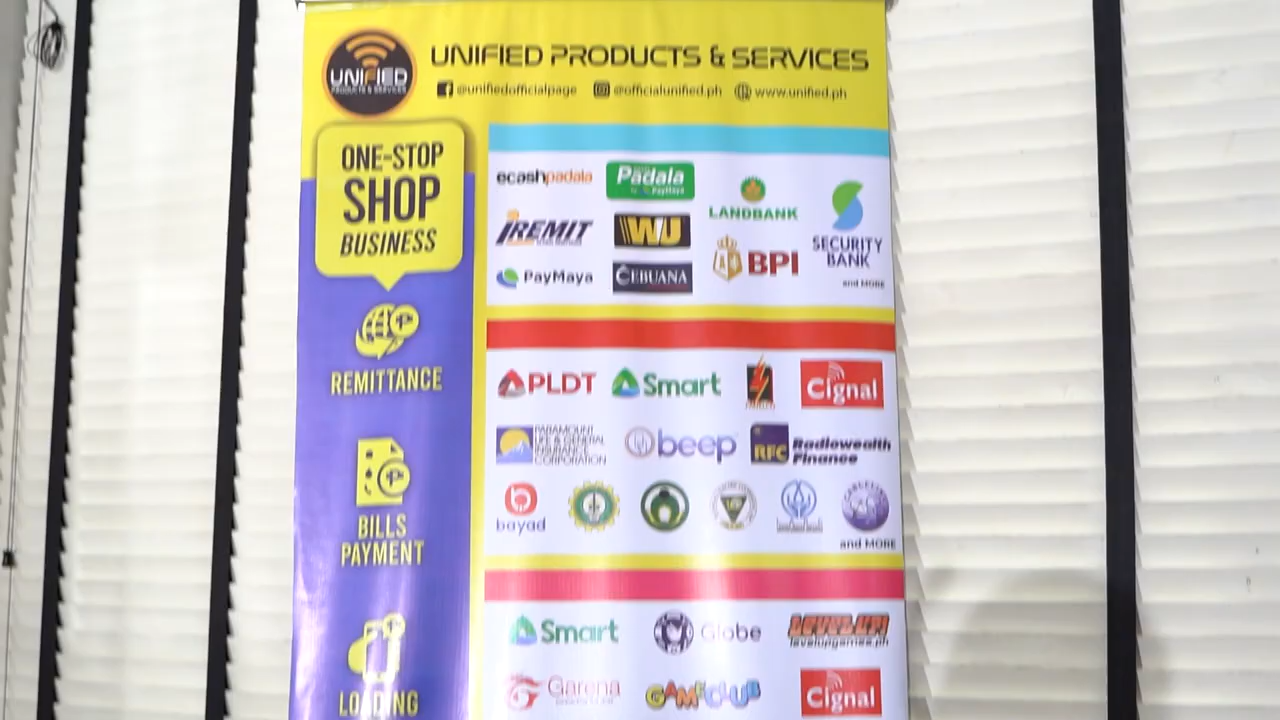 UNIFIED
PRODUCTS & SERVICES
UNIFIED PRODUCTS & SERVICES
@unifiedofficialpage @officialunified.ph www.unified.ph
ONE-STOP
SHOP
BUSINESS
REMITTANCE
BILLS
PAYMENT
LOADING
ecashpadala
Padala
PayMaya
LANDBANK
SECURITY
BANK
iREMIT
WU
BPI
PayMaya
CEBUANA
and MORE
PLDT
Smart
Cignal
PARAMOUNT
LIFE & GENERAL
INSURANCE
CORPORATION
beep
RFC
Radiowealth
Finance
bayad
and MORE
Smart
Globe
LEVEL UP!
levelupgames.ph
Garena
GAMECLUB
Cignal